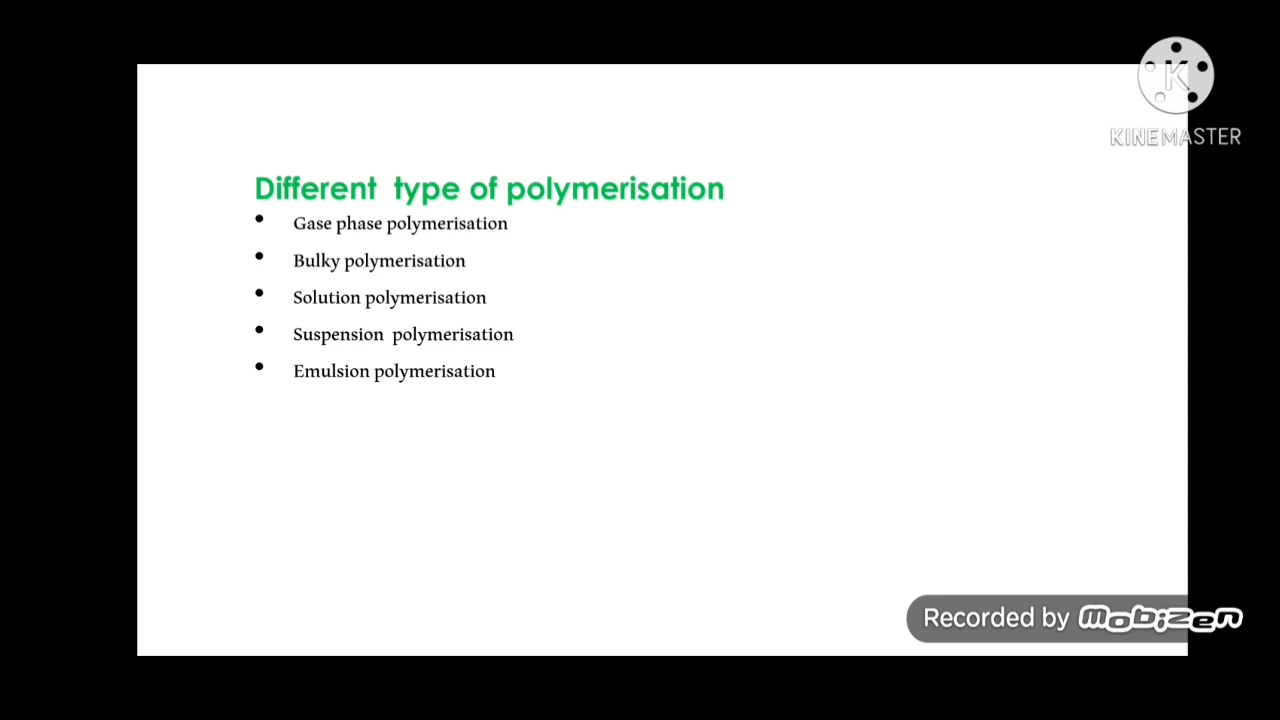 K
KINEMASTER
Different type of polymerisation
• Gase phase polymerisation
• Bulky polymerisation
• Solution polymerisation
• Suspension polymerisation
• Emulsion polymerisation
Recorded by Mobizen